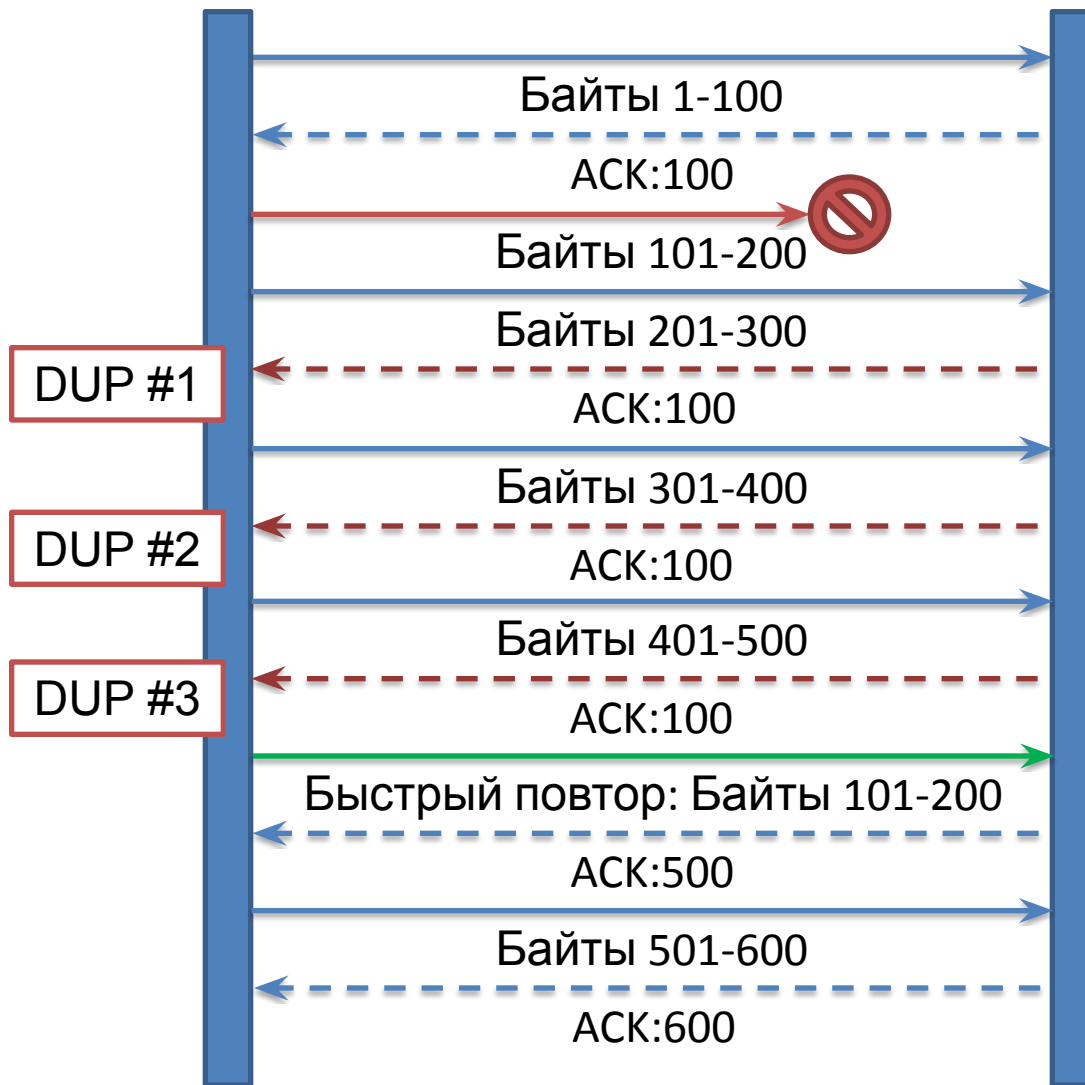 Байты 1-100
ACK:100
Байты 101-200
Байты 201-300
DUP #1
ACK:100
Байты 301-400
DUP #2
ACK:100
Байты 401-500
DUP #3
ACK:100
Быстрый повтор: Байты 101-200
ACK:500
Байты 501-600
ACK:600